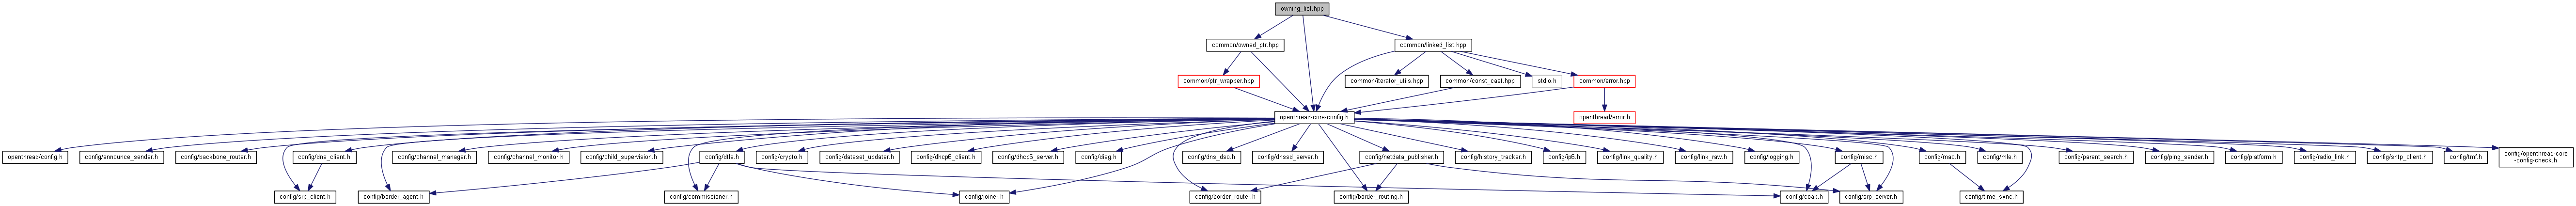 owning_list.hpp
common/owned_ptr.hpp
common/linked_list.hpp
common/ptr_wrapper.hpp
common/iterator_utils.hpp
common/const_cast.hpp
stdio.h
common/error.hpp
openthread-core-config.h
openthread/error.h
openthread/config.h
config/announce_sender.h
config/backbone_router.h
config/dns_client.h
config/channel_manager.h
config/channel_monitor.h
config/child_supervision.h
config/dtls.h
config/crypto.h
config/dataset_updater.h
config/dhcp6_client.h
config/dhcp6_server.h
config/diag.h
config/dns_dso.h
config/dnssd_server.h
config/netdata_publisher.h
config/history_tracker.h
config/ip6.h
config/link_quality.h
config/link_raw.h
config/logging.h
config/misc.h
config/mac.h
config/mle.h
config/parent_search.h
config/ping_sender.h
config/platform.h
config/radio_link.h
config/sntp_client.h
config/tmf.h
openthread-core
-config-check.h
config/srp_client.h
config/border_agent.h
config/commissioner.h
config/joiner.h
config/border_router.h
config/border_routing.h
config/coap.h
config/srp_server.h
config/time_sync.h